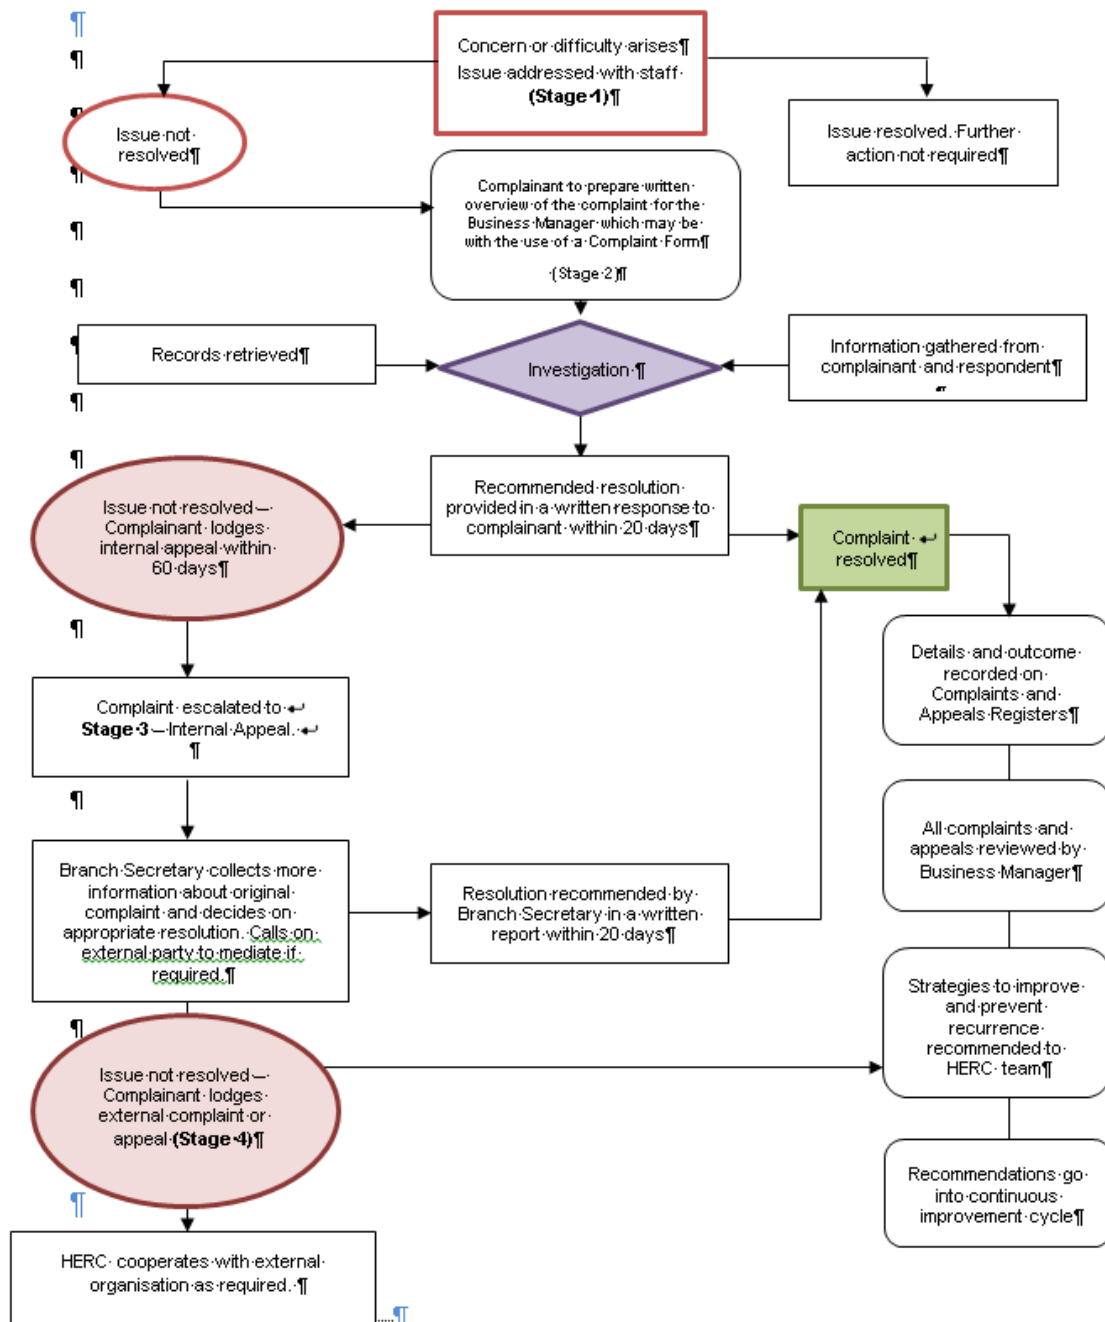 Concern or difficulty arises¶
Issue addressed with staff
(Stage 1)¶
Issue not
resolved¶
Issue resolved. Further
action not required¶
Complainant to prepare written
overview of the complaint for the
Business Manager which may be
with the use of a Complaint Form¶
(Stage 2)¶
Records retrieved¶
Investigation ¶
Information gathered from
complainant and respondent¶
¶
Recommended resolution
provided in a written response to
complainant within 20 days¶
Issue not resolved –
Complainant lodges
internal appeal within
60 days¶
Complaint ↵
resolved¶
Details and outcome
recorded on
Complaints and
Appeals Registers¶
Complaint escalated to ↵
Stage 3 – Internal Appeal. ↵
¶
All complaints and
appeals reviewed by
Business Manager¶
Branch Secretary collects more
information about original
complaint and decides on
appropriate resolution. Calls on
external party to mediate if
required.¶
Resolution recommended by
Branch Secretary in a written
report within 20 days¶
Strategies to improve
and prevent
recurrence
recommended to
HERC team¶
Issue not resolved –
Complainant lodges
external complaint or
appeal (Stage 4)¶
Recommendations go
into continuous
improvement cycle¶
HERC cooperates with external
organisation as required. ¶